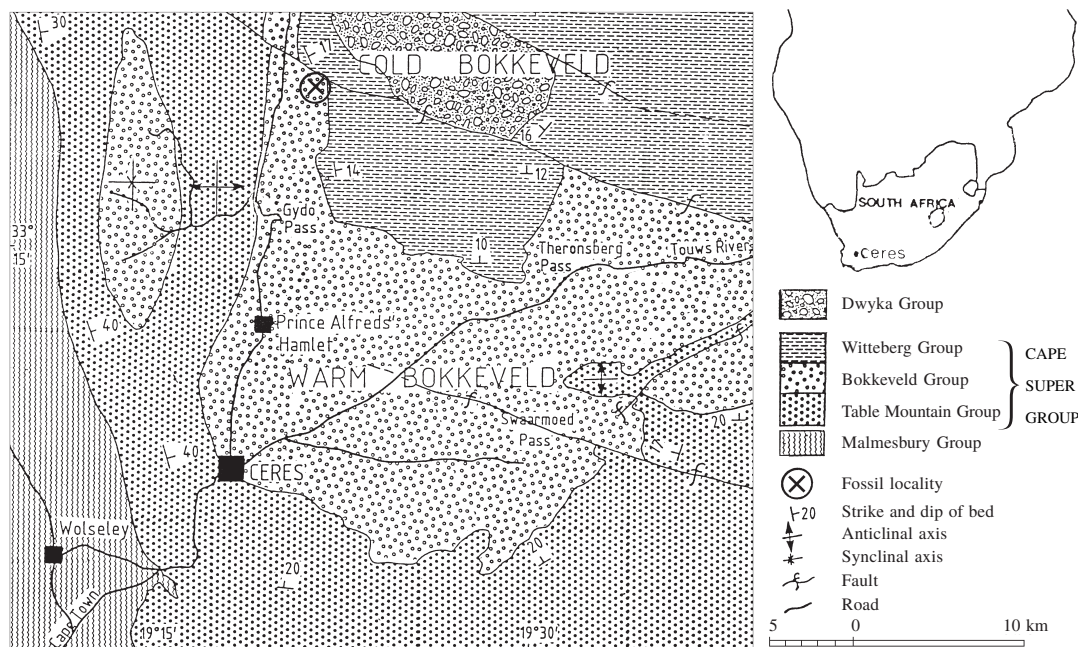 30
17
COLD BOKKEVELD
16
14
12
Gydo
Pass
33°
15'
10
Theronsberg
Pass
Touws River
40
Prince Alfreds'
Hamlet
WARM BOKKEVELD
20
Swaarmoed
Pass
17
40
CERES
Wolseley
20
20
Cape Town
19°15'
19°30'
SOUTH AFRICA
Ceres
Dwyka Group
Witteberg Group
CAPE
Bokkeveld Group
SUPER
Table Mountain Group
GROUP
Malmesbury Group
Fossil locality
20
Strike and dip of bed
Anticlinal axis
Synclinal axis
Fault
Road
5
0
10 km